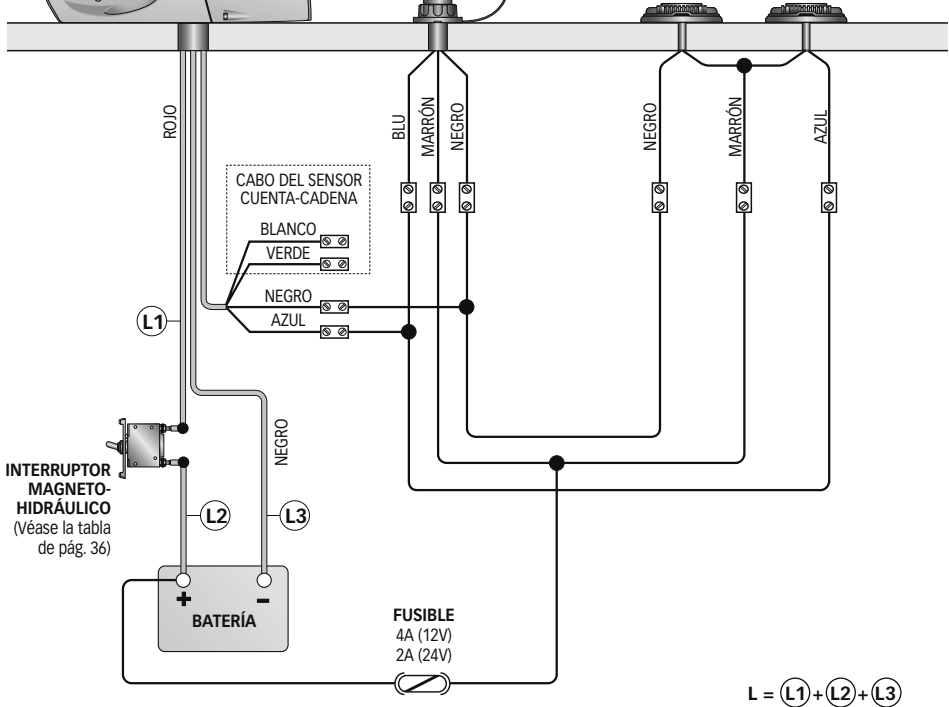 ROJO
BLU
MARRÓN
NEGRO
NEGRO
MARRÓN
AZUL
CABO DEL SENSOR
CUENTA-CADENA
BLANCO
VERDE
NEGRO
AZUL
L1
NEGRO
INTERRUPTOR
MAGNETO-
HIDRÁULICO
(Véase la tabla
de pág. 36)
L2
L3
+ −
BATERÍA
FUSIBLE
4A (12V)
2A (24V)
L = L1 + L2 + L3